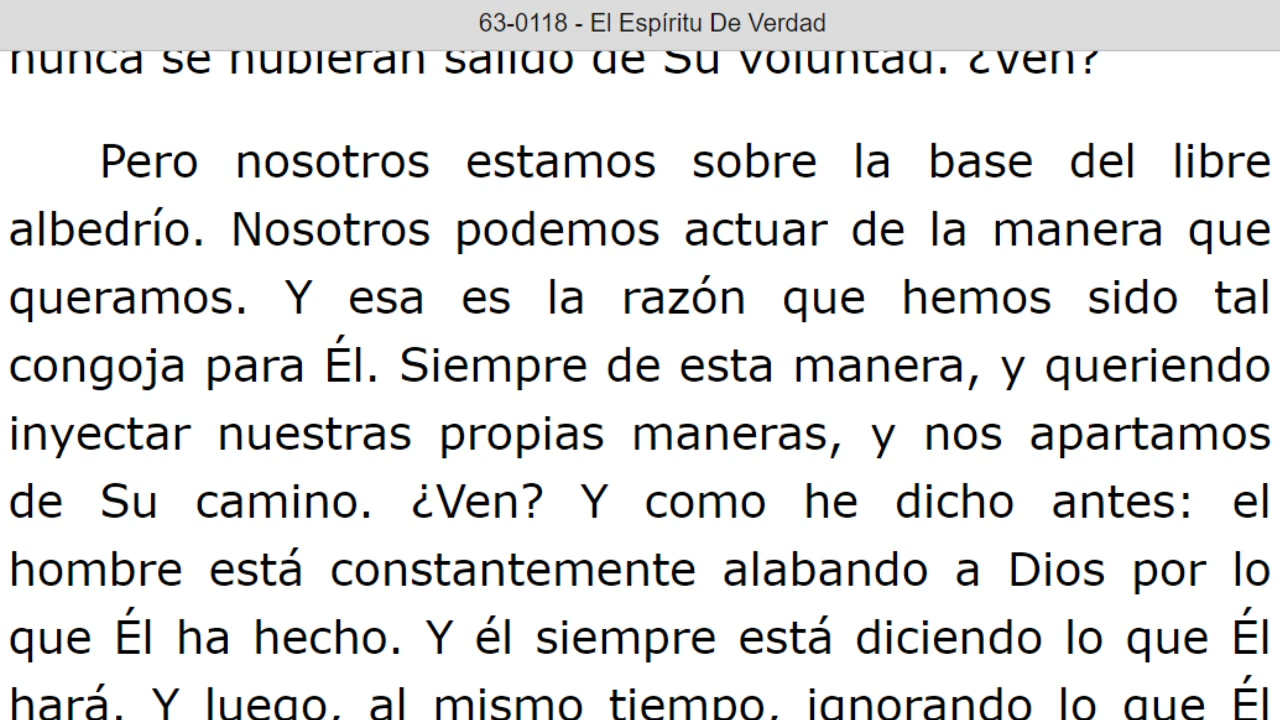 63-0118 - El Espíritu De Verdad
nunca se hubieran salido de Su voluntad. ¿Ven?
Pero nosotros estamos sobre la base del libre
albedrío. Nosotros podemos actuar de la manera que
queramos. Y esa es la razón que hemos sido tal
congoja para Él. Siempre de esta manera, y queriendo
inyectar nuestras propias maneras, y nos apartamos
de Su camino. ¿Ven? Y como he dicho antes: el
hombre está constantemente alabando a Dios por lo
que Él ha hecho. Y él siempre está diciendo lo que Él
hará. Y luego, al mismo tiempo, ignorando lo que Él